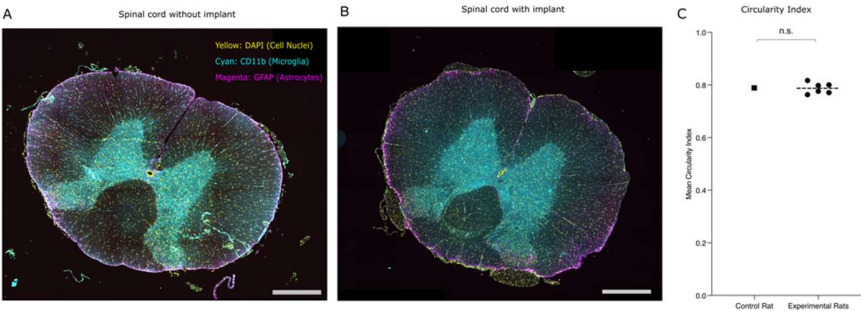 A
Spinal cord without implant
Yellow: DAPI (Cell Nuclei)
Cyan: CD11b (Microglia)
Magenta: GFAP (Astrocytes)
B
Spinal cord with implant
C
Circularity Index
n.s.
Mean Circularity Index
1.0
0.8
0.6
0.4
0.2
0.0
Control Rat
Experimental Rats